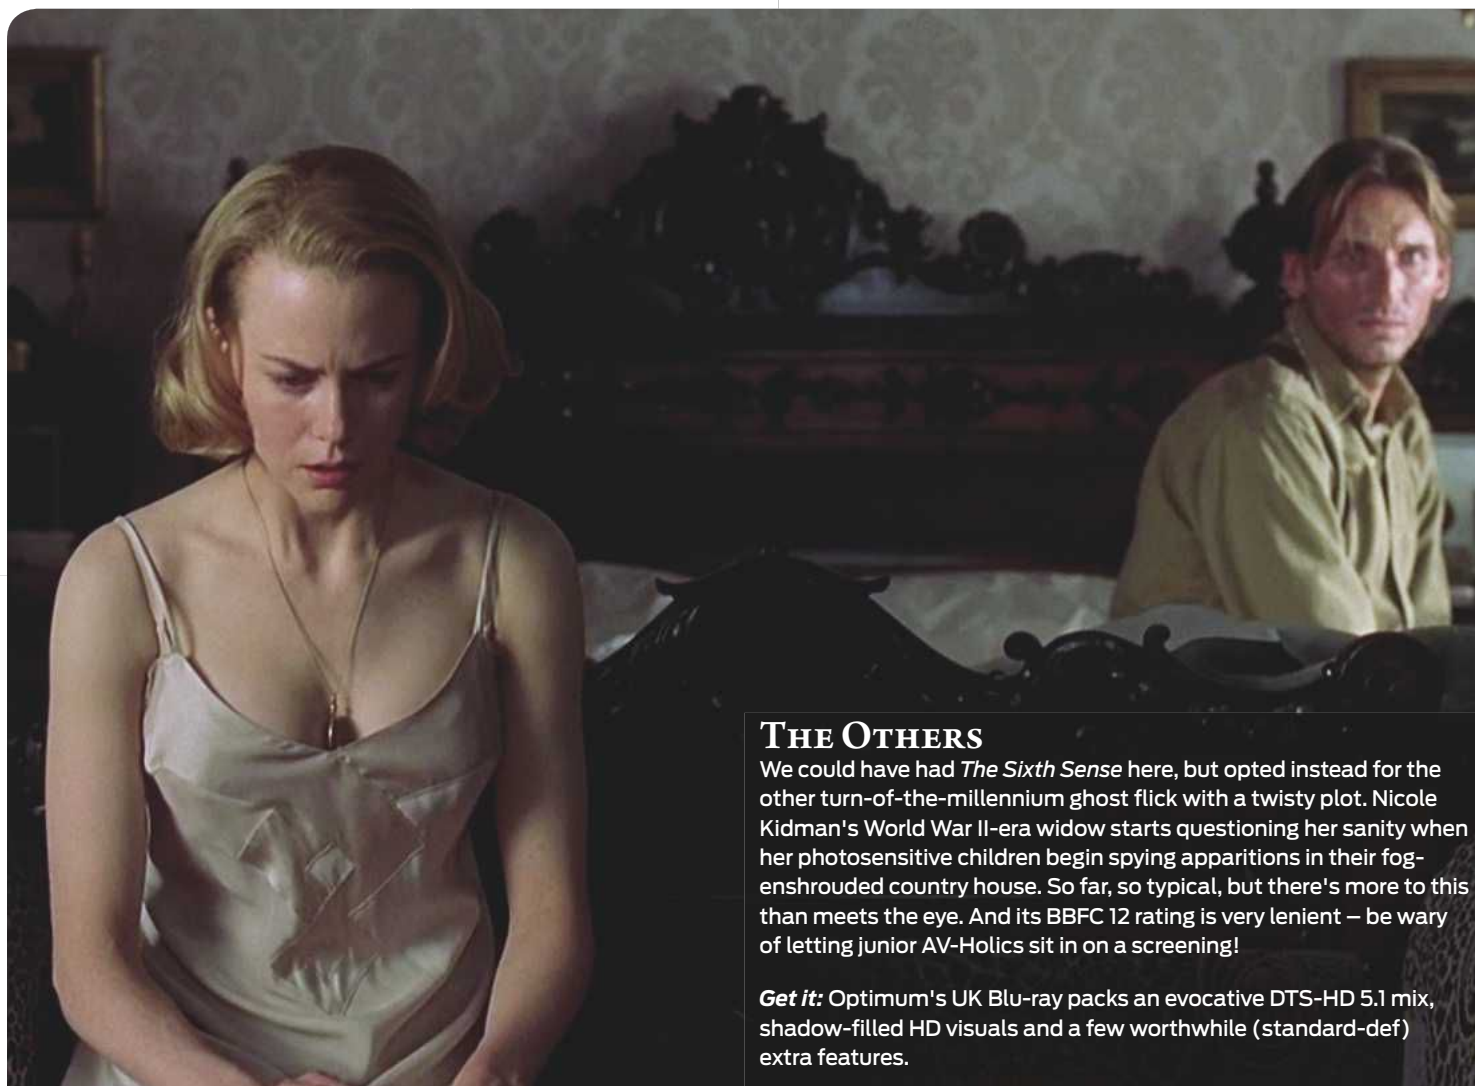 THE OTHERS
We could have had The Sixth Sense here, but opted instead for the
other turn-of-the-millennium ghost flick with a twisty plot. Nicole
Kidman's World War II-era widow starts questioning her sanity when
her photosensitive children begin spying apparitions in their fog-
enshrouded country house. So far, so typical, but there's more to this
than meets the eye. And its BBFC 12 rating is very lenient – be wary
of letting junior AV-Holics sit in on a screening!
Get it: Optimum's UK Blu-ray packs an evocative DTS-HD 5.1 mix,
shadow-filled HD visuals and a few worthwhile (standard-def)
extra features.